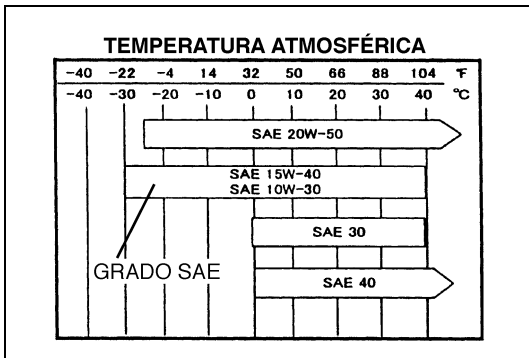 TEMPERATURA ATMOSFÉRICA
-40 -22 -4 14 32 50 66 88 104 °F
-40 -30 -20 -10 0 10 20 30 40 °C
SAE 20W-50
SAE 15W-40
SAE 10W-30
SAE 30
GRADO SAE
SAE 40